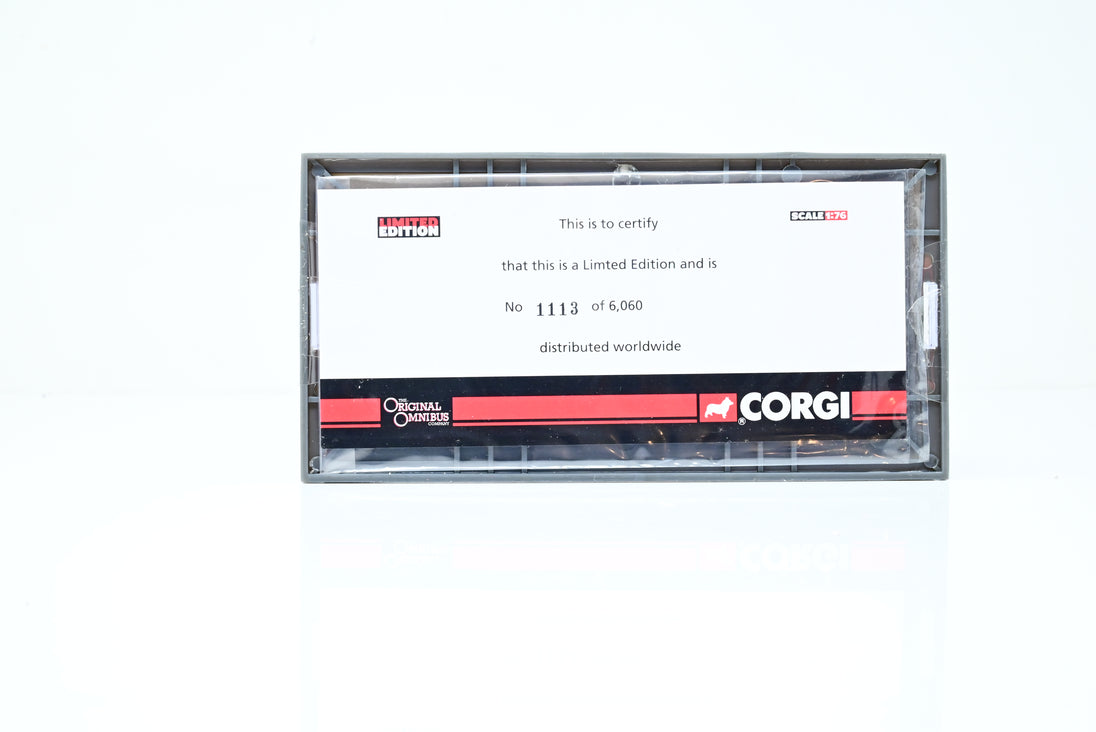 LIMITED
EDITION
This is to certify
SCALE 1:76
that this is a Limted Edition and is
No 1113 of 6,060
distributed worldwide
THE
ORIGINAL
OMNIBUS
COMPANY
® CORGI